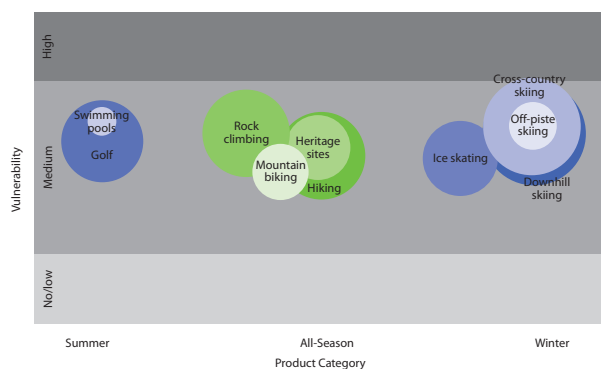 High
Cross-country
skiing
Swimming
pools
Off-piste
skiing
Rock
climbing
Heritage
sites
Golf
Ice skating
Mountain
biking
Hiking
Downhill
skiing
Medium
Vulnerability
No/low
Summer
All-Season
Winter
Product Category